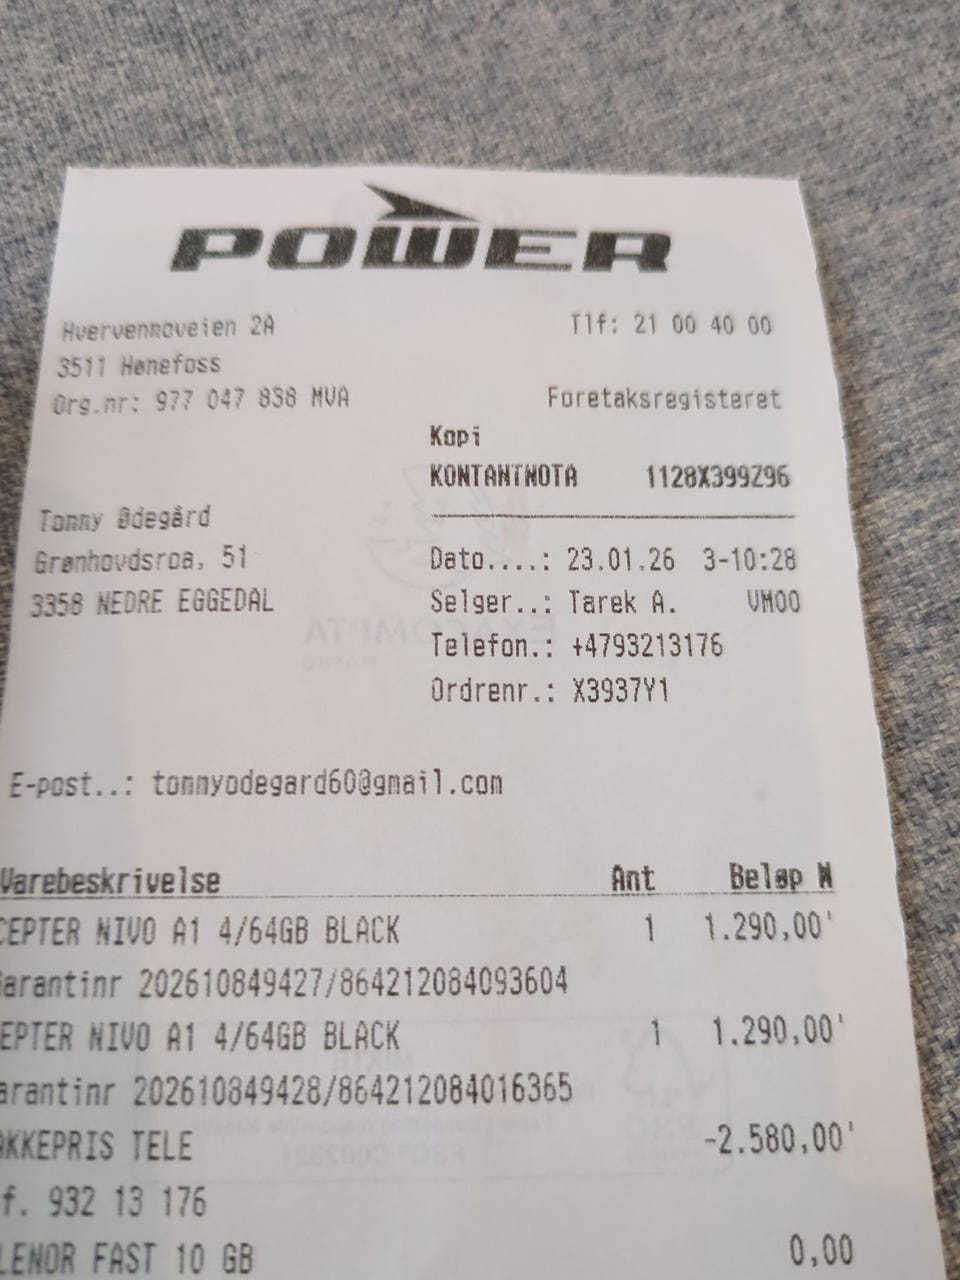 POWER
Hvervenmoveien 2A Tlf: 21 00 40 00
3511 Hønefoss
Org.nr: 977 047 838 MVA Foretaksregisteret
Kopi
KONTANTNOTA 1128X399Z96
Tonny Ødegård
Grønhovdsroa, 51 Dato....: 23.01.26 3-10:28
3358 NEDRE EGGEDAL Selger..: Tarek A. VM00
Telefon.: +4793213176
Ordrenr.: X3937Y1
E-post..: tonnyodegard60@gmail.com
Varebeskrivelse Ant Beløp N
CEPTER NIVO A1 4/64GB BLACK 1 1.290,00'
arantinr 202610849427/864212084093604
EPTER NIVO A1 4/64GB BLACK 1 1.290,00'
arantinr 202610849428/864212084016365
AKKEPRIS TELE -2.580,00'
f. 932 13 176
LENOR FAST 10 GB 0,00